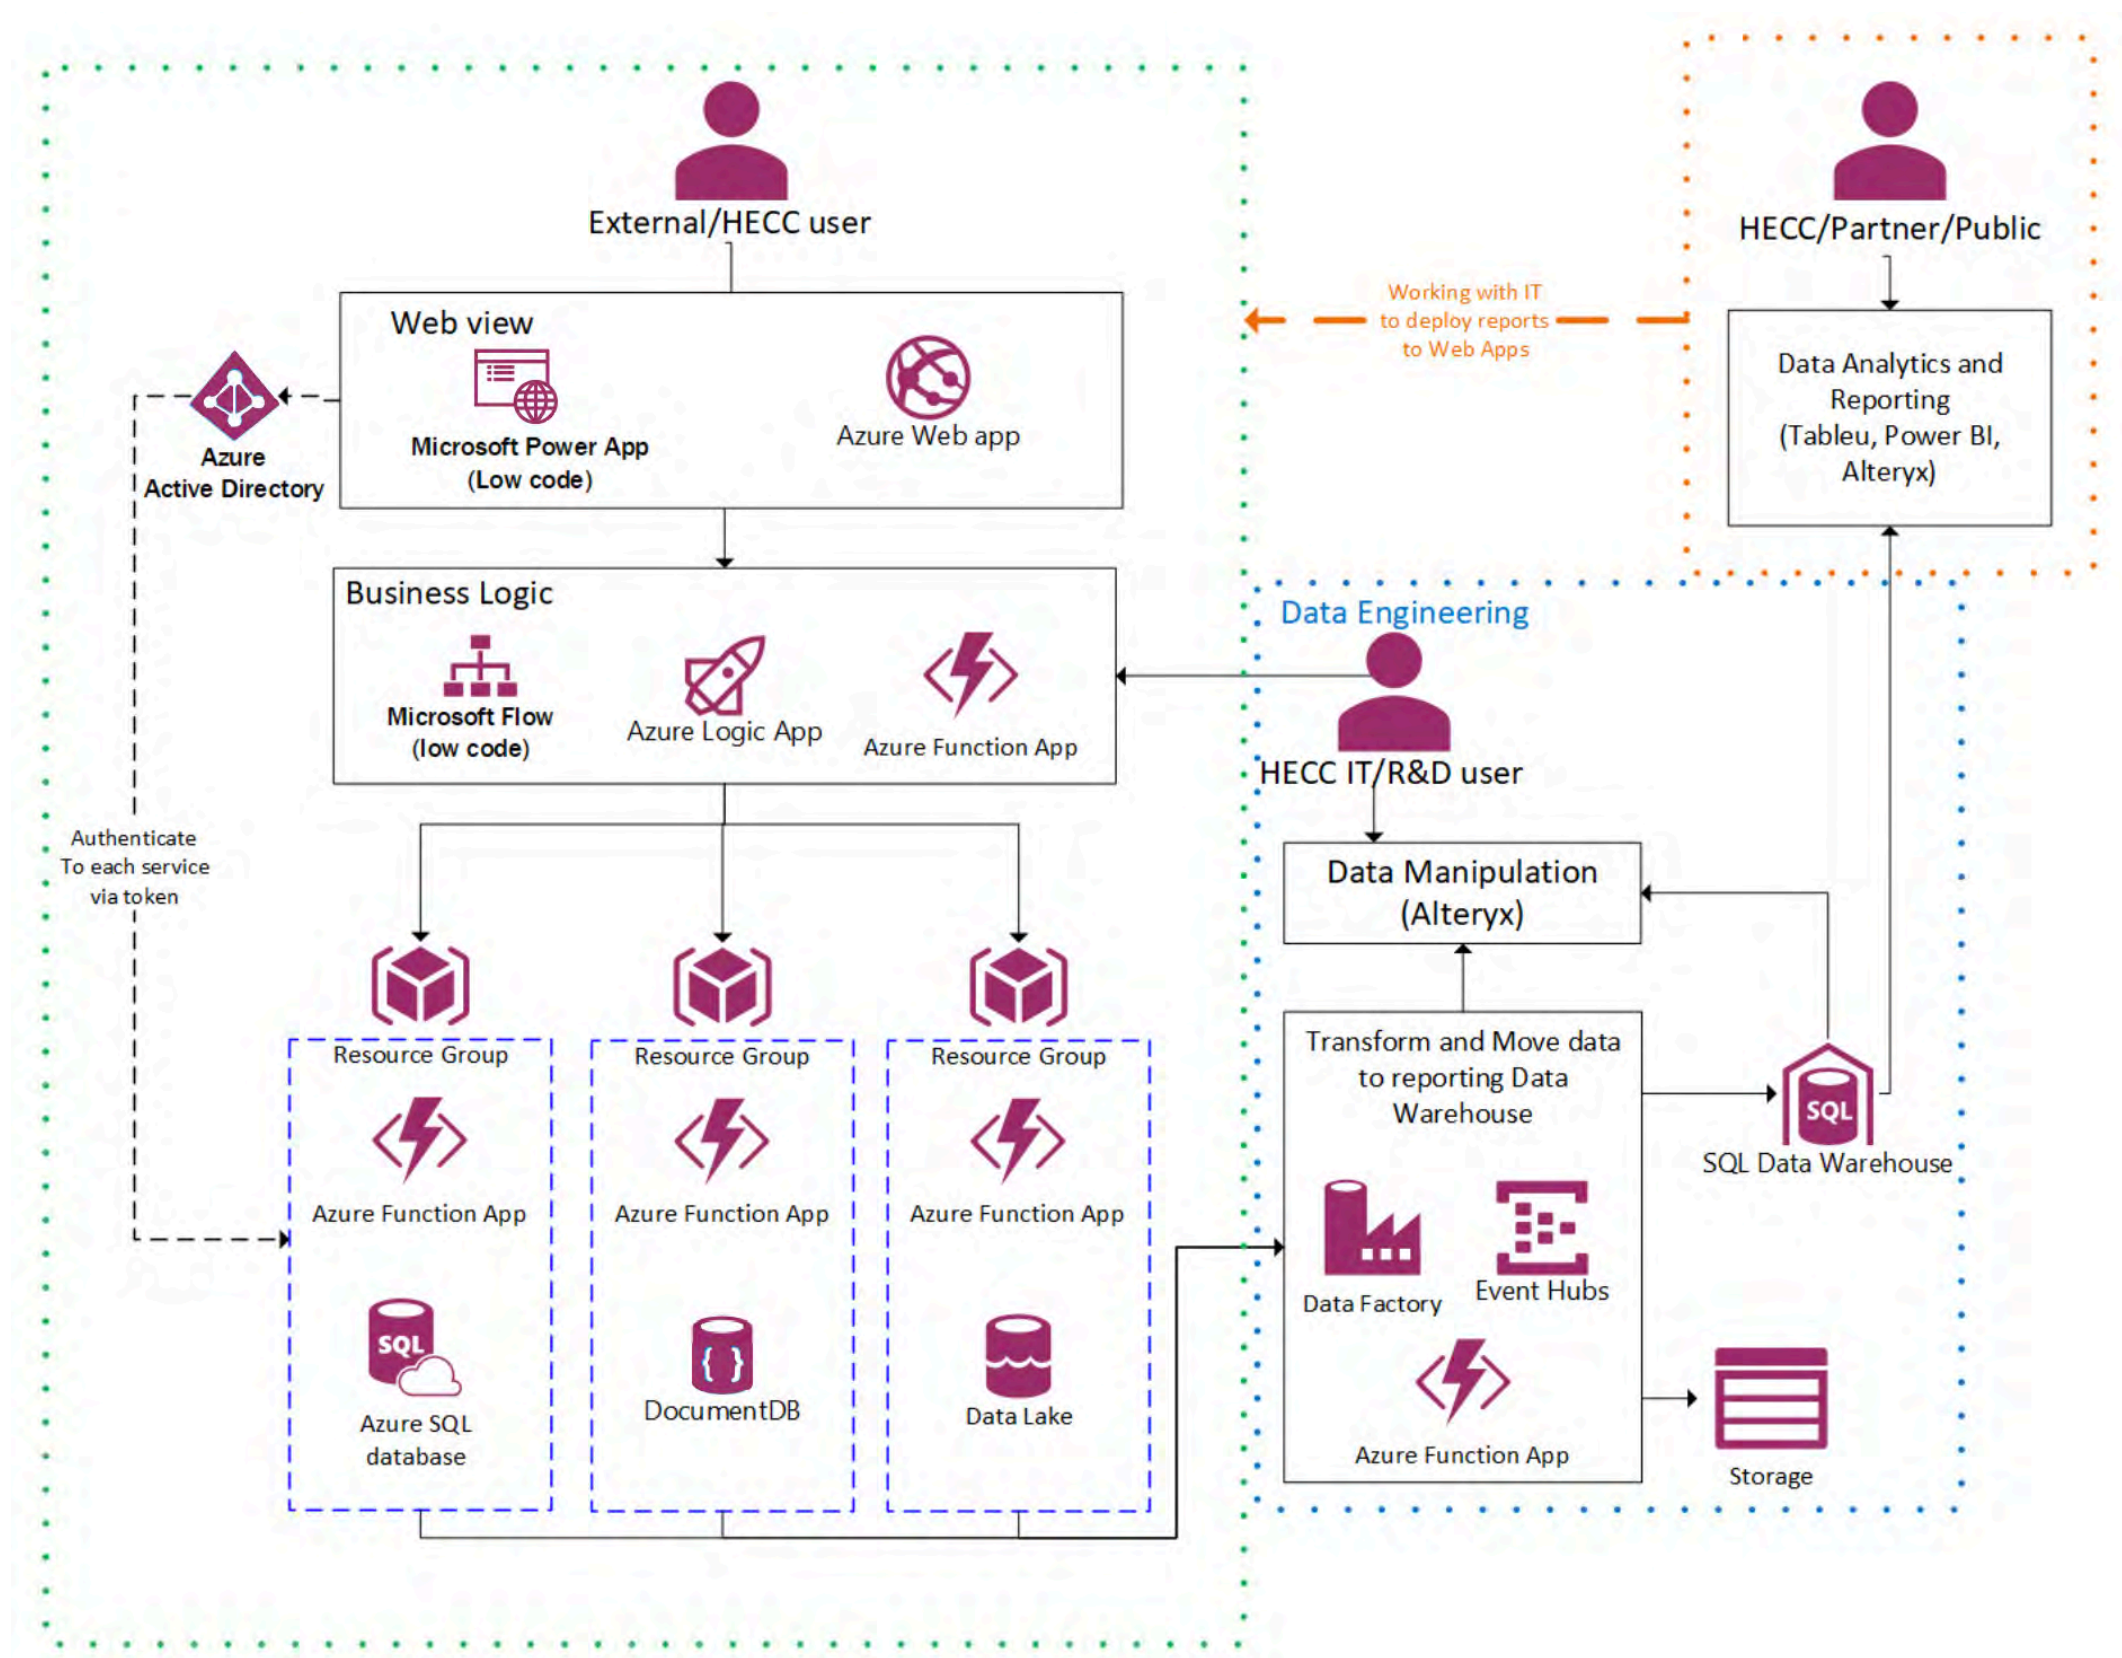 External/HECC user
HECC/Partner/Public
Web view
Microsoft Power App
(Low code)
Azure Web app
Azure
Active Directory
Working with IT
to deploy reports
to Web Apps
Data Analytics and
Reporting
(Tableu, Power BI,
Alteryx)
Business Logic
Microsoft Flow
(low code)
Azure Logic App
Azure Function App
Data Engineering
HECC IT/R&D user
Authenticate
To each service
via token
Data Manipulation
(Alteryx)
Resource Group
Azure Function App
SQL
Azure SQL
database
Resource Group
Azure Function App
{ }
DocumentDB
Resource Group
Azure Function App
Data Lake
Transform and Move data
to reporting Data
Warehouse
Data Factory
Event Hubs
Azure Function App
SQL
SQL Data Warehouse
Storage